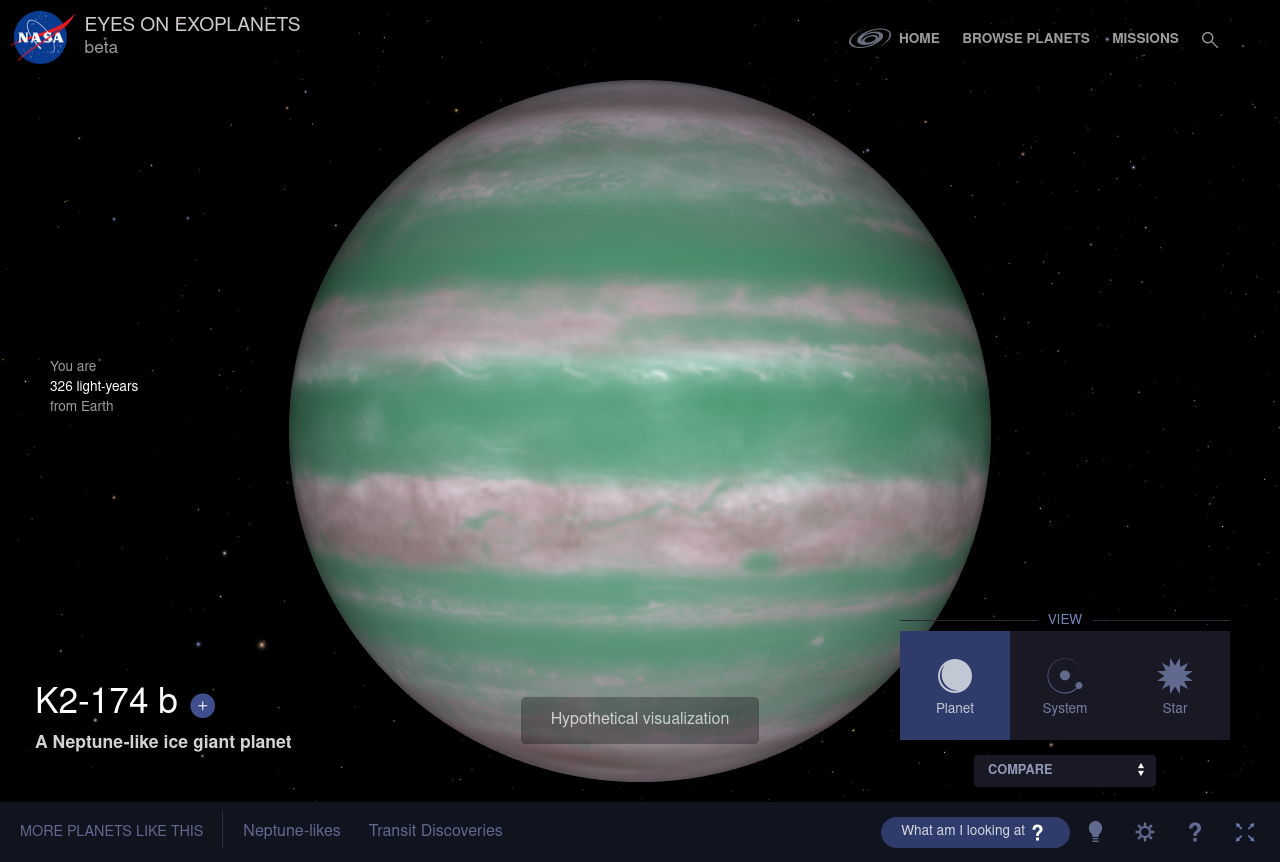 NASA
EYES ON EXOPLANETS
beta
HOME
BROWSE PLANETS
MISSIONS
You are
326 light-years
from Earth
K2-174 b +
A Neptune-like ice giant planet
Hypothetical visualization
VIEW
Planet
System
Star
COMPARE
MORE PLANETS LIKE THIS
Neptune-likes
Transit Discoveries
What am I looking at ?
?